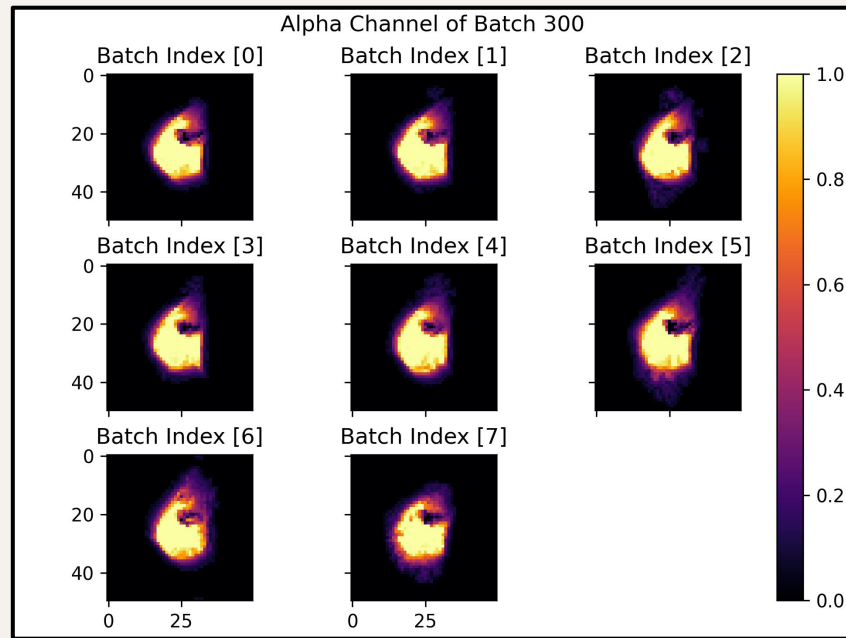 Alpha Channel of Batch 300
Batch Index [0]
Batch Index [1]
Batch Index [2]
0
20
40
1.0
0.8
0.6
0.4
0.2
0.0
Batch Index [3]
Batch Index [4]
Batch Index [5]
0
20
40
Batch Index [6]
Batch Index [7]
0
20
40
0
25
0
25